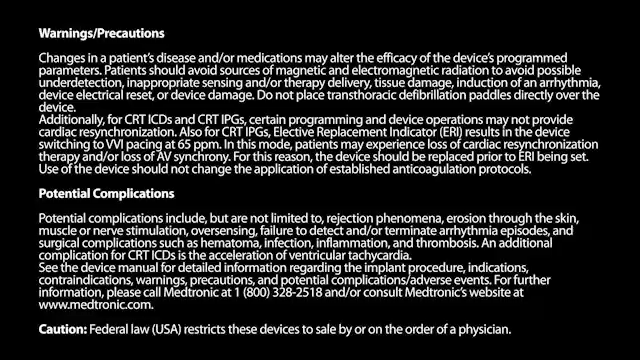 Warnings/Precautions
Changes in a patient's disease and/or medications may alter the efficacy of the device's programmed
parameters. Patients should avoid sources of magnetic and electromagnetic radiation to avoid possible
underdetection, inappropriate sensing and/or therapy delivery, tissue damage, induction of an arrhythmia,
device electrical reset, or device damage. Do not place transthoracic defibrillation paddles directly over the
device.
Additionally, for CRT ICDs and CRT IPGs, certain programming and device operations may not provide
cardiac resynchronization. Also for CRT IPGs, Elective Replacement Indicator (ERI) results in the device
switching to VVI pacing at 65 ppm. In this mode, patients may experience loss of cardiac resynchronization
therapy and/or loss of AV synchrony. For this reason, the device should be replaced prior to ERI being set.
Use of the device should not change the application of established anticoagulation protocols.
Potential Complications
Potential complications include, but are not limited to, rejection phenomena, erosion through the skin,
muscle or nerve stimulation, oversensing, failure to detect and/or terminate arrhythmia episodes, and
surgical complications such as hematoma, infection, inflammation, and thrombosis. An additional
complication for CRT ICDs is the acceleration of ventricular tachycardia.
See the device manual for detailed information regarding the implant procedure, indications,
contraindications, warnings, precautions, and potential complications/adverse events. For further
information, please call Medtronic at 1 (800) 328-2518 and/or consult Medtronic's website at
www.medtronic.com.
Caution: Federal law (USA) restricts these devices to sale by or on the order of a physician.